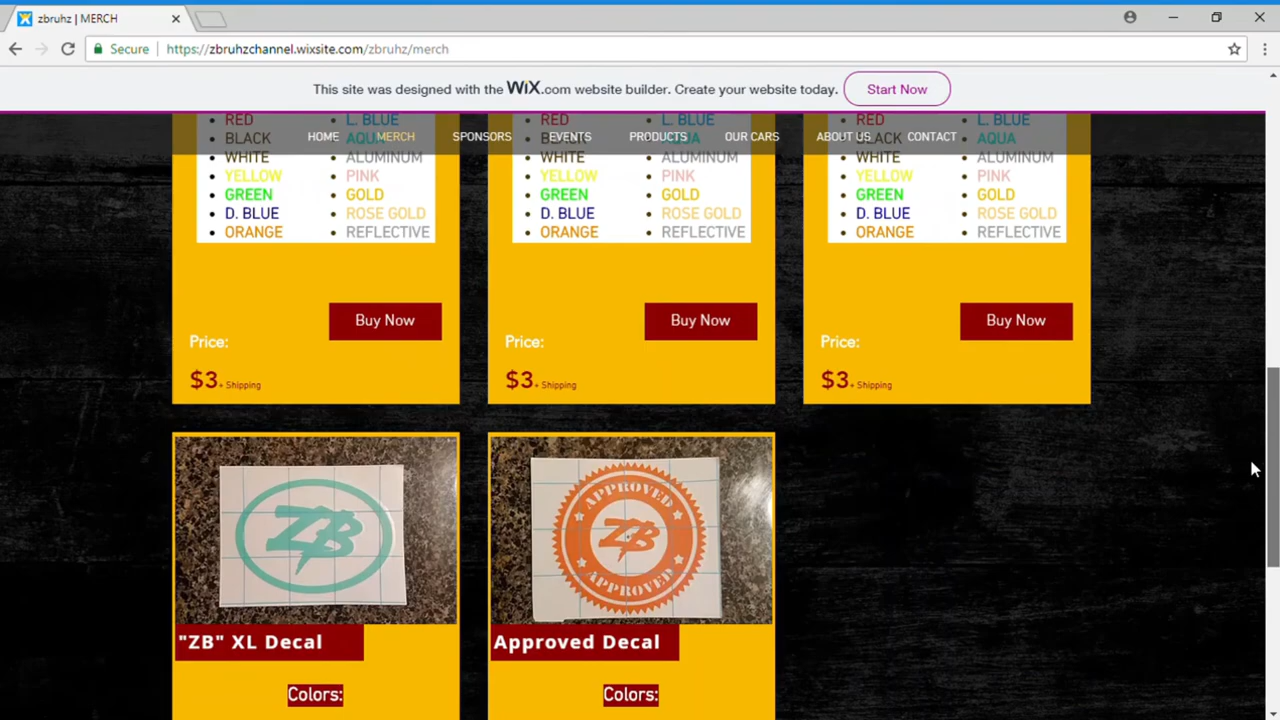 zbruhz | MERCH
Secure https://zbruhzchannel.wixsite.com/zbruhz/merch
This site was designed with the WiX.com website builder. Create your website today. Start Now
HOME MERCH SPONSORS EVENTS PRODUCTS OUR CARS ABOUT US CONTACT
• RED • L. BLUE • RED • L. BLUE • RED • L. BLUE
• BLACK • AQUA • BLACK • AQUA • BLACK • AQUA
• WHITE • ALUMINUM • WHITE • ALUMINUM • WHITE • ALUMINUM
• YELLOW • PINK • YELLOW • PINK • YELLOW • PINK
• GREEN • GOLD • GREEN • GOLD • GREEN • GOLD
• D. BLUE • ROSE GOLD • D. BLUE • ROSE GOLD • D. BLUE • ROSE GOLD
• ORANGE • REFLECTIVE • ORANGE • REFLECTIVE • ORANGE • REFLECTIVE
Buy Now Buy Now Buy Now
Price: Price: Price:
$3 + Shipping $3 + Shipping $3 + Shipping
ZB
APPROVED
ZB
APPROVED
"ZB" XL Decal Approved Decal
Colors: Colors: